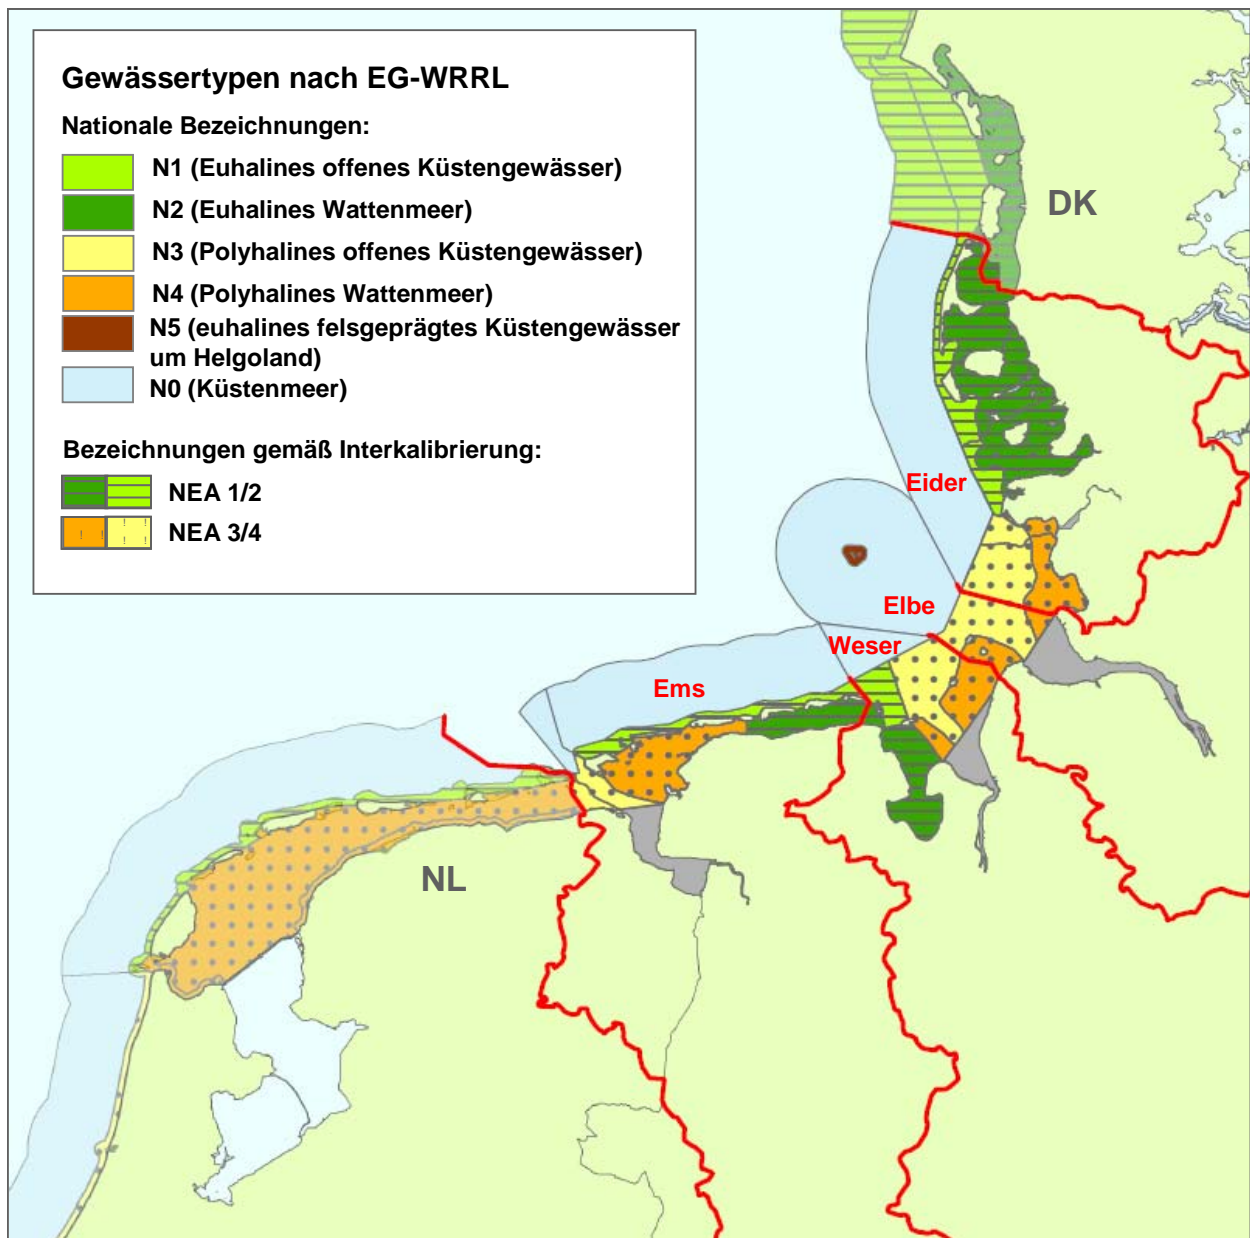 Gewässertypen nach EG-WRRL
Nationale Bezeichnungen:
N1 (Euhalines offenes Küstengewässer)
N2 (Euhalines Wattenmeer)
N3 (Polyhalines offenes Küstengewässer)
N4 (Polyhalines Wattenmeer)
N5 (euhalines felsgeprägtes Küstengewässer
um Helgoland)
N0 (Küstenmeer)
Bezeichnungen gemäß Interkalibrierung:
NEA 1/2
NEA 3/4
DK
Eider
Elbe
Weser
Ems
NL